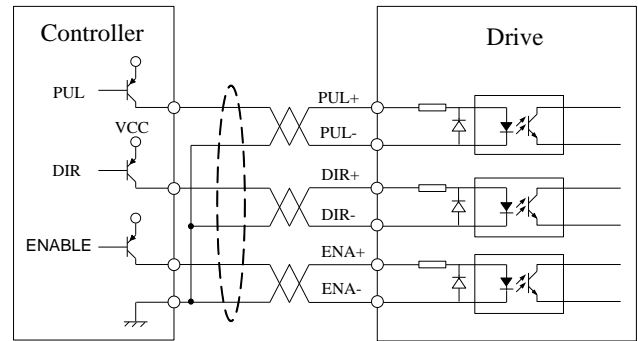 Controller
Drive
PUL
PUL+
PUL-
VCC
DIR
DIR+
DIR-
ENABLE
ENA+
ENA-